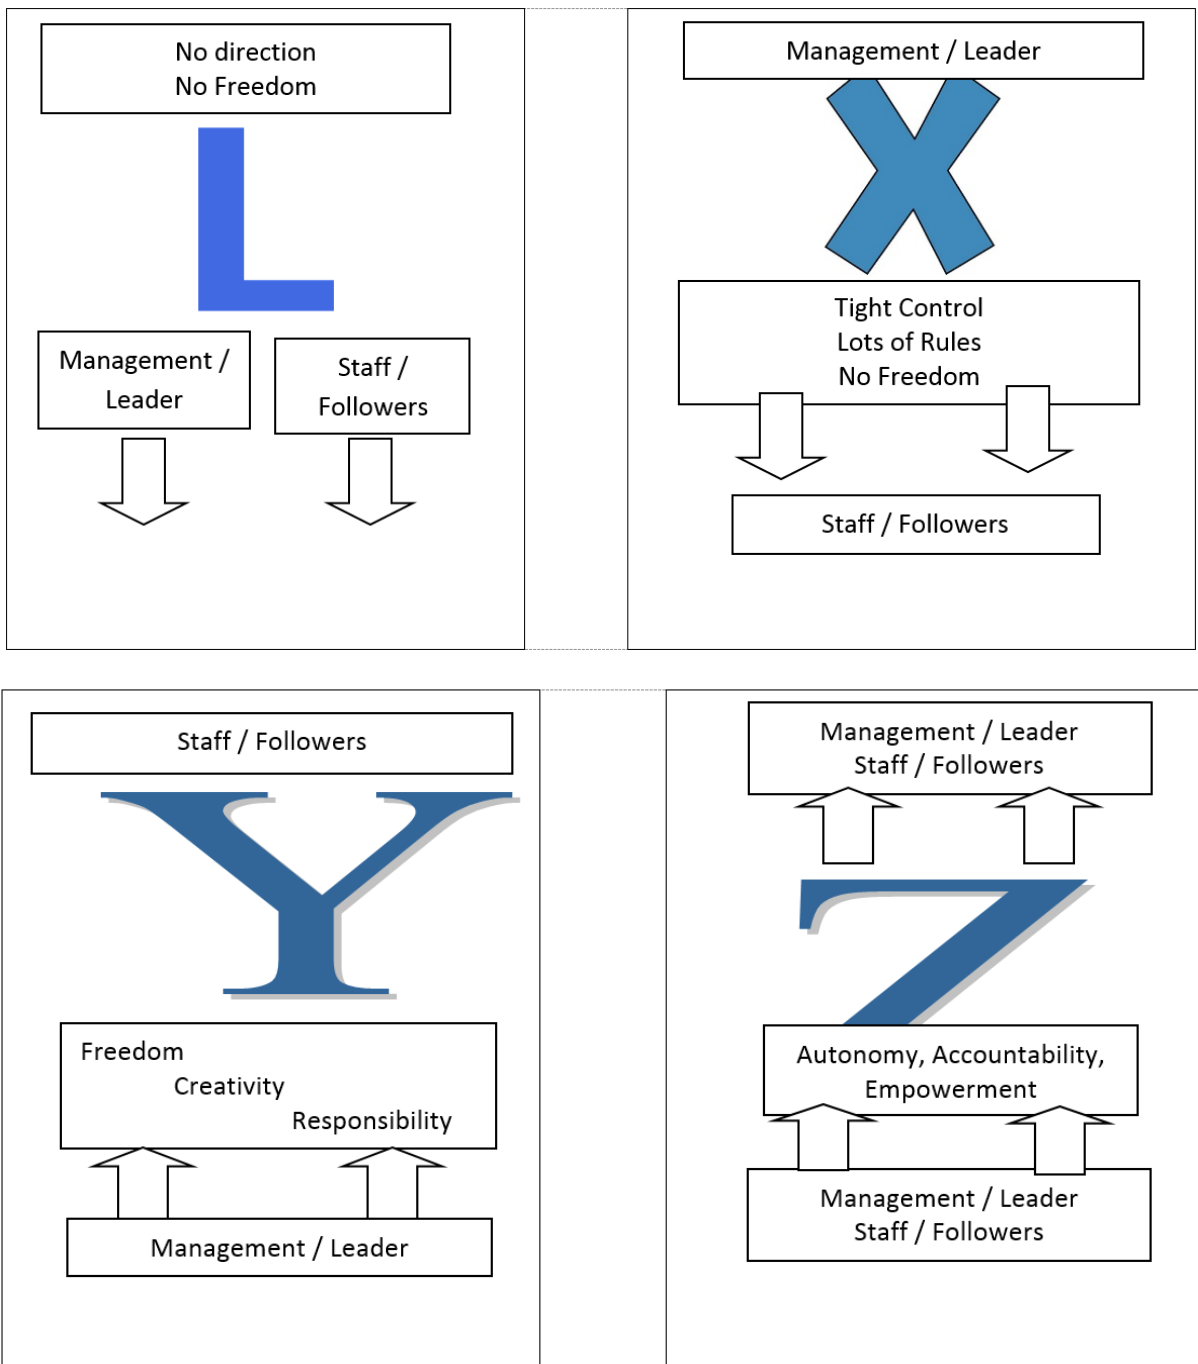 No direction
No Freedom
L
Management /
Leader
Staff /
Followers
Management / Leader
X
Tight Control
Lots of Rules
No Freedom
Staff / Followers
Staff / Followers
Y
Freedom
Creativity
Responsibility
Management / Leader
Management / Leader
Staff / Followers
Z
Autonomy, Accountability,
Empowerment
Management / Leader
Staff / Followers